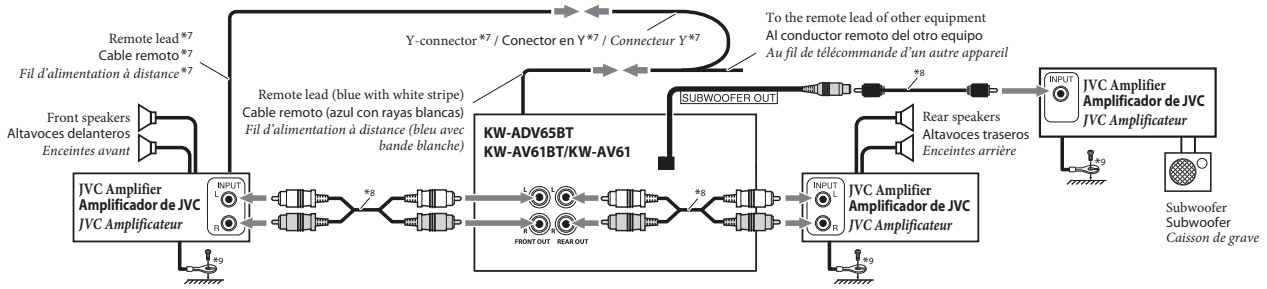 Remote lead*7
Cable remoto*7
Fil d'alimentation à distance*7
Y-connector*7 / Conector en Y*7 / Connecteur Y*7
To the remote lead of other equipment
Al conductor remoto del otro equipo
Au fil de télécommande d'un autre appareil
Remote lead (blue with white stripe)
Cable remoto (azul con rayas blancas)
Fil d'alimentation à distance (bleu avec
bande blanche)
SUBWOOFER OUT
*8
INPUT
JVC Amplifier
Amplificador de JVC
JVC Amplificateur
*9
Subwoofer
Subwoofer
Caisson de grave
Front speakers
Altavoces delanteros
Enceintes avant
KW-ADV65BT
KW-AV61BT/KW-AV61
Rear speakers
Altavoces traseros
Enceintes arrière
JVC Amplifier
Amplificador de JVC
JVC Amplificateur
INPUT
L
R
*9
*8
L
R
FRONT OUT
L
R
REAR OUT
*8
INPUT
L
R
JVC Amplifier
Amplificador de JVC
JVC Amplificateur
*9